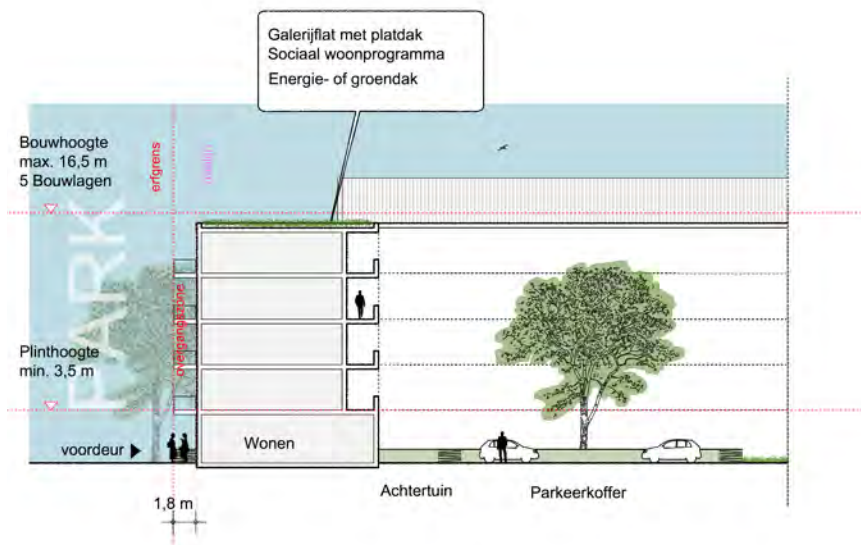 Galerijflat met platdak
Sociaal woonprogramma
Energie- of groendak
Bouwhoogte
max. 16,5 m
5 Bouwlagen
erfgrens
PARK
overgangszone
Plinthoogte
min. 3,5 m
voordeur
Wonen
Achtertuin
Parkeerkoffer
1,8 m